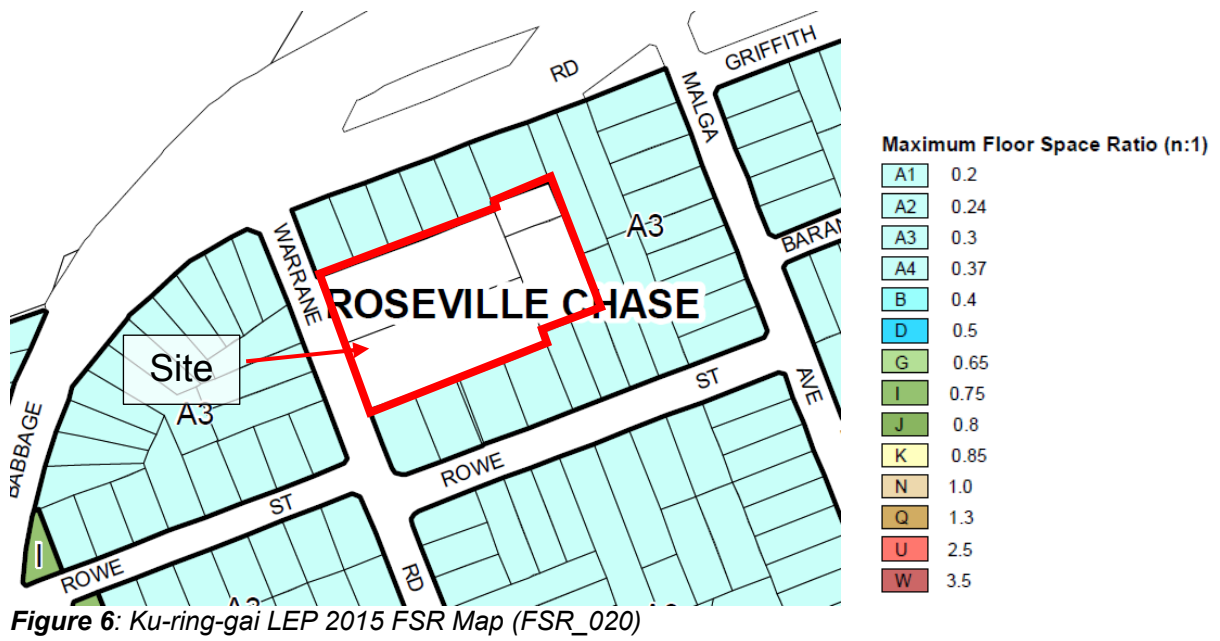 RD
GRIFFITH
MALGA
Maximum Floor Space Ratio (n:1)
A1 0.2
A2 0.24
A3 0.3
A4 0.37
B 0.4
D 0.5
G 0.65
I 0.75
J 0.8
K 0.85
N 1.0
Q 1.3
U 2.5
W 3.5
A3
WARRANE
ROSEVILLE CHASE
Site
A3
BABBAGE
ST
AVE
ROWE
ST
I
ROWE
RD
Figure 6: Ku-ring-gai LEP 2015 FSR Map (FSR_020)